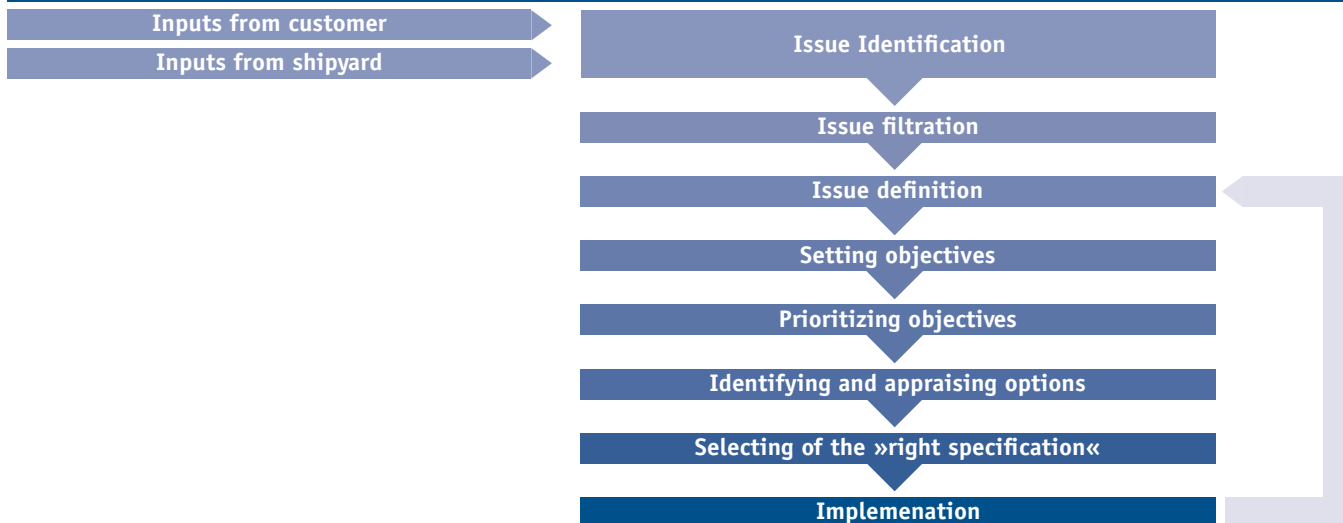 Inputs from customer
Inputs from shipyard
Issue Identification
Issue filtration
Issue definition
Setting objectives
Prioritizing objectives
Identifying and appraising options
Selecting of the »right specification«
Implemenation